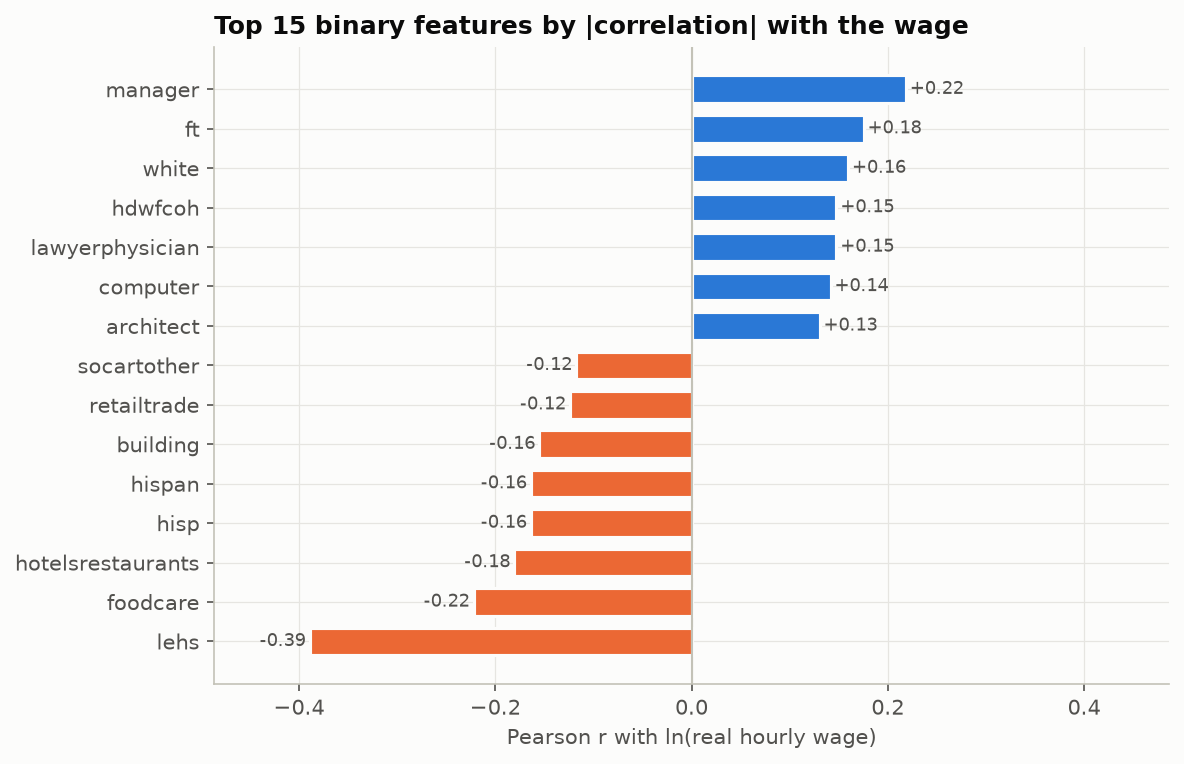 Top 15 binary features by |correlation| with the wage
manager +0.22
ft +0.18
white +0.16
hdwfcoh +0.15
lawyerphysician +0.15
computer +0.14
architect +0.13
socartother -0.12
retailtrade -0.12
building -0.16
hispan -0.16
hisp -0.16
hotelsrestaurants -0.18
foodcare -0.22
lehs -0.39
−0.4 −0.2 0.0 0.2 0.4
Pearson r with ln(real hourly wage)